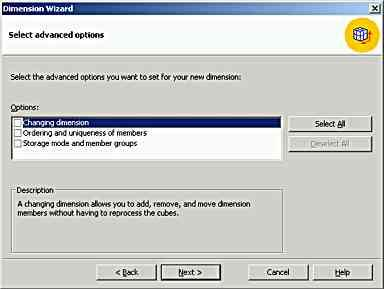 Dimension Wizard
Select advanced options
Select the advanced options you want to set for your new dimension:
Options:
Changing dimension
Ordering and uniqueness of members
Storage mode and member groups
Select All
Deselect All
Description
A changing dimension allows you to add, remove, and move dimension
members without having to reprocess the cubes.
< Back
Next >
Cancel
Help